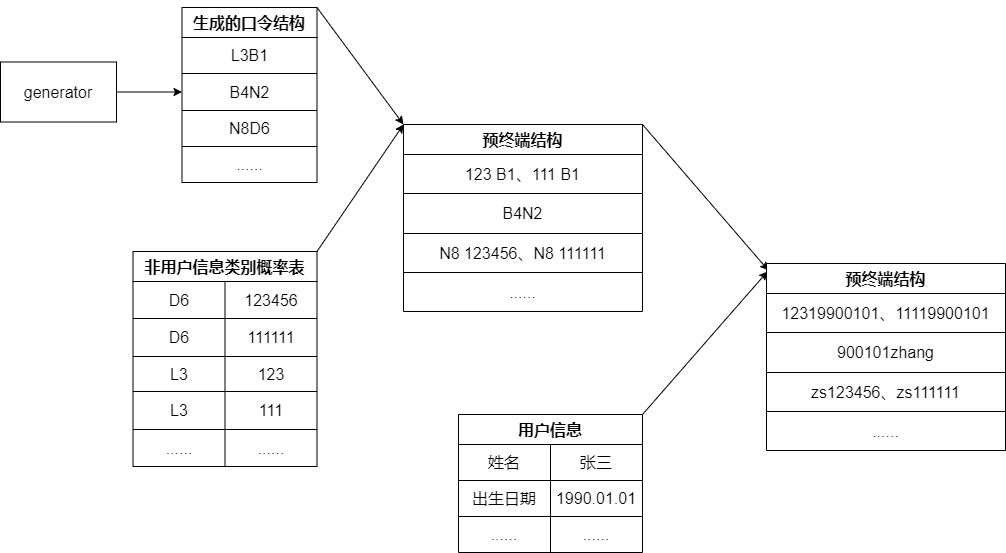 generator
生成的口令结构
L3B1
B4N2
N8D6
......
非用户信息类别概率表
D6 123456
D6 111111
L3 123
L3 111
...... ......
预终端结构
123 B1、111 B1
B4N2
N8 123456、N8 111111
......
用户信息
姓名 张三
出生日期 1990.01.01
...... ......
预终端结构
12319900101、11119900101
900101zhang
zs123456、zs111111
......